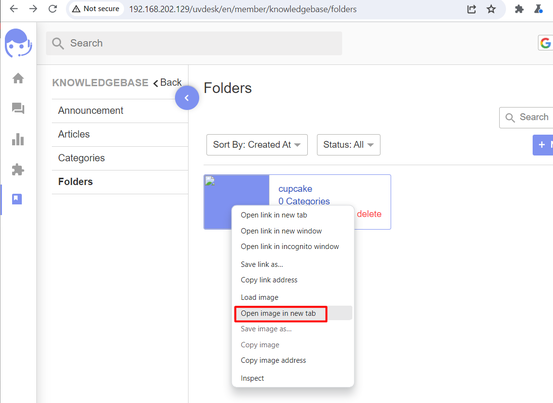 Not secure
192.168.202.129/uvdesk/en/member/knowledgebase/folders
Search
KNOWLEDGEBASE
Back
Announcement
Articles
Categories
Folders
Folders
Search
Sort By: Created At
Status: All
cupcake
0 Categories
delete
Open link in new tab
Open link in new window
Open link in incognito window
Save link as...
Copy link address
Load image
Open image in new tab
Save image as...
Copy image
Copy image address
Inspect